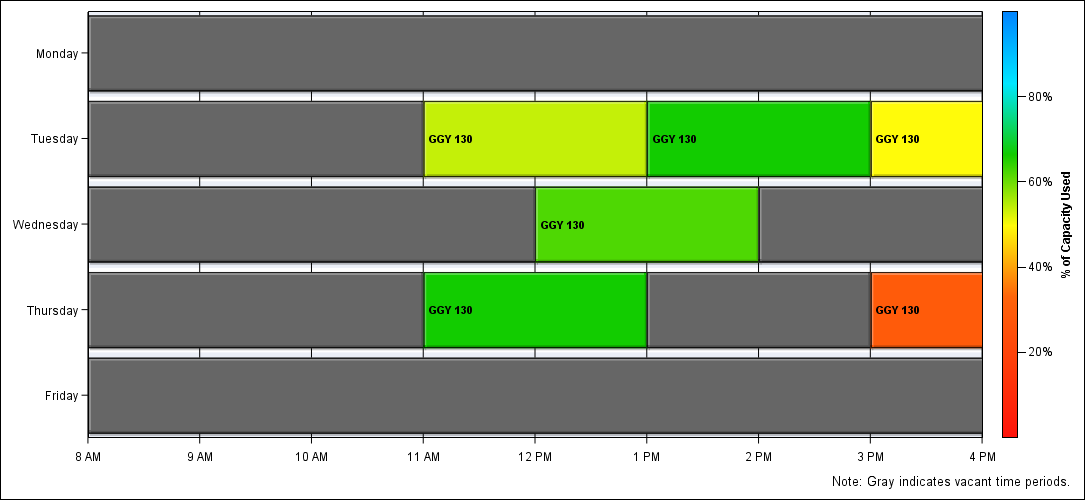 Monday
Tuesday
GGY 130
GGY 130
GGY 130
Wednesday
GGY 130
Thursday
GGY 130
GGY 130
Friday
8 AM
9 AM
10 AM
11 AM
12 PM
1 PM
2 PM
3 PM
4 PM
80%
60%
40%
20%
% of Capacity Used
Note: Gray indicates vacant time periods.